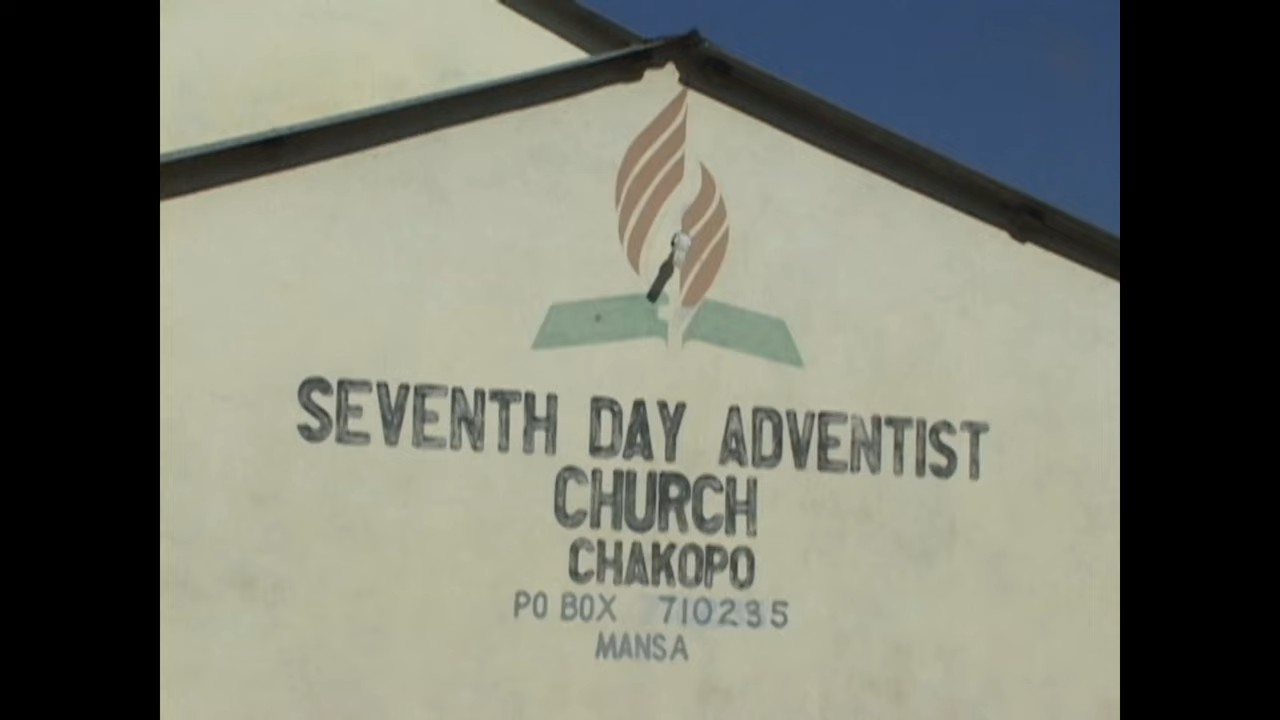 SEVENTH DAY ADVENTIST
CHURCH
CHAKOPO
PO BOX 710235
MANSA